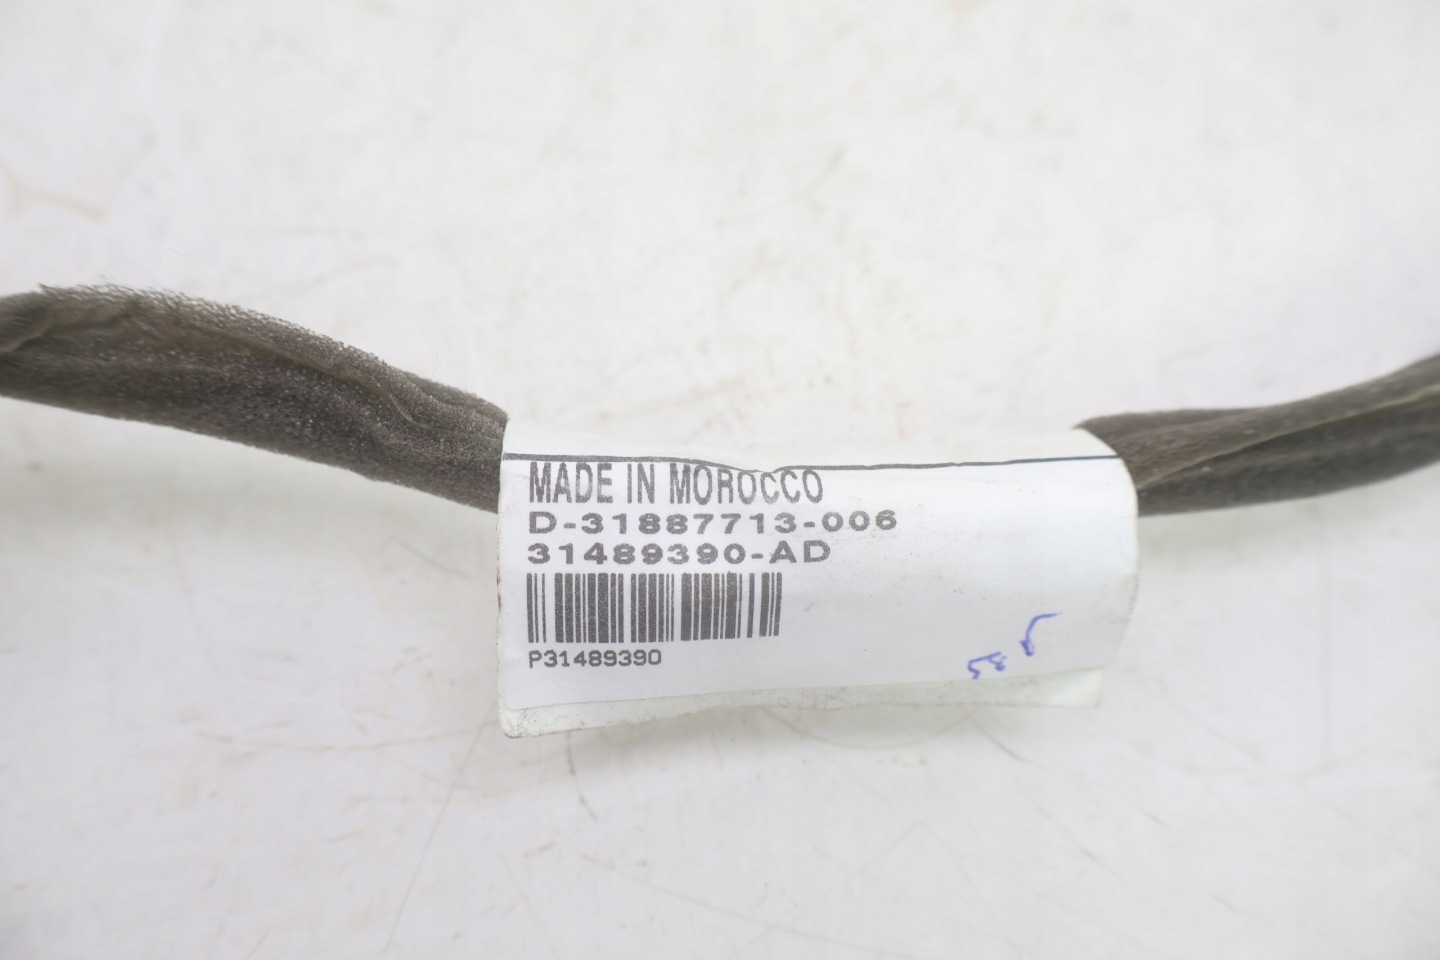 MADE IN MOROCCO
D-31887713-006
31489390-AD
P31489390